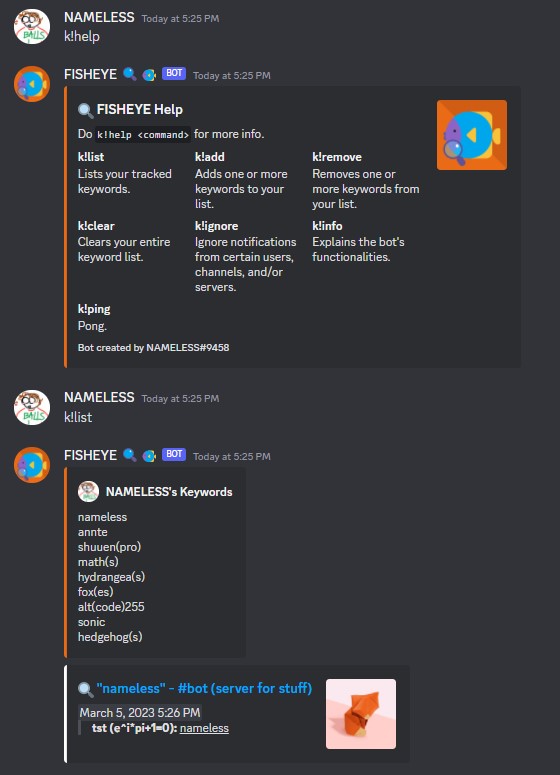 NAMELESS Today at 5:25 PM
k!help
FISHEYE BOT Today at 5:25 PM
FISHEYE Help
Do k!help <command> for more info.
k!list
Lists your tracked
keywords.
k!add
Adds one or more
keywords to your
list.
k!remove
Removes one or
more keywords from
your list.
k!clear
Clears your entire
keyword list.
k!ignore
Ignore notifications
from certain users,
channels, and/or
servers.
k!info
Explains the bot's
functionalities.
k!ping
Pong.
Bot created by NAMELESS#9458
BALLS
NAMELESS Today at 5:25 PM
k!list
BALLS
FISHEYE BOT Today at 5:25 PM
NAMELESS's Keywords
nameless
annte
shuuen(pro)
math(s)
hydrangea(s)
fox(es)
alt(code)255
sonic
hedgehog(s)
"nameless" - #bot (server for stuff)
March 5, 2023 5:26 PM
tst (e^i*pi+1=0): nameless